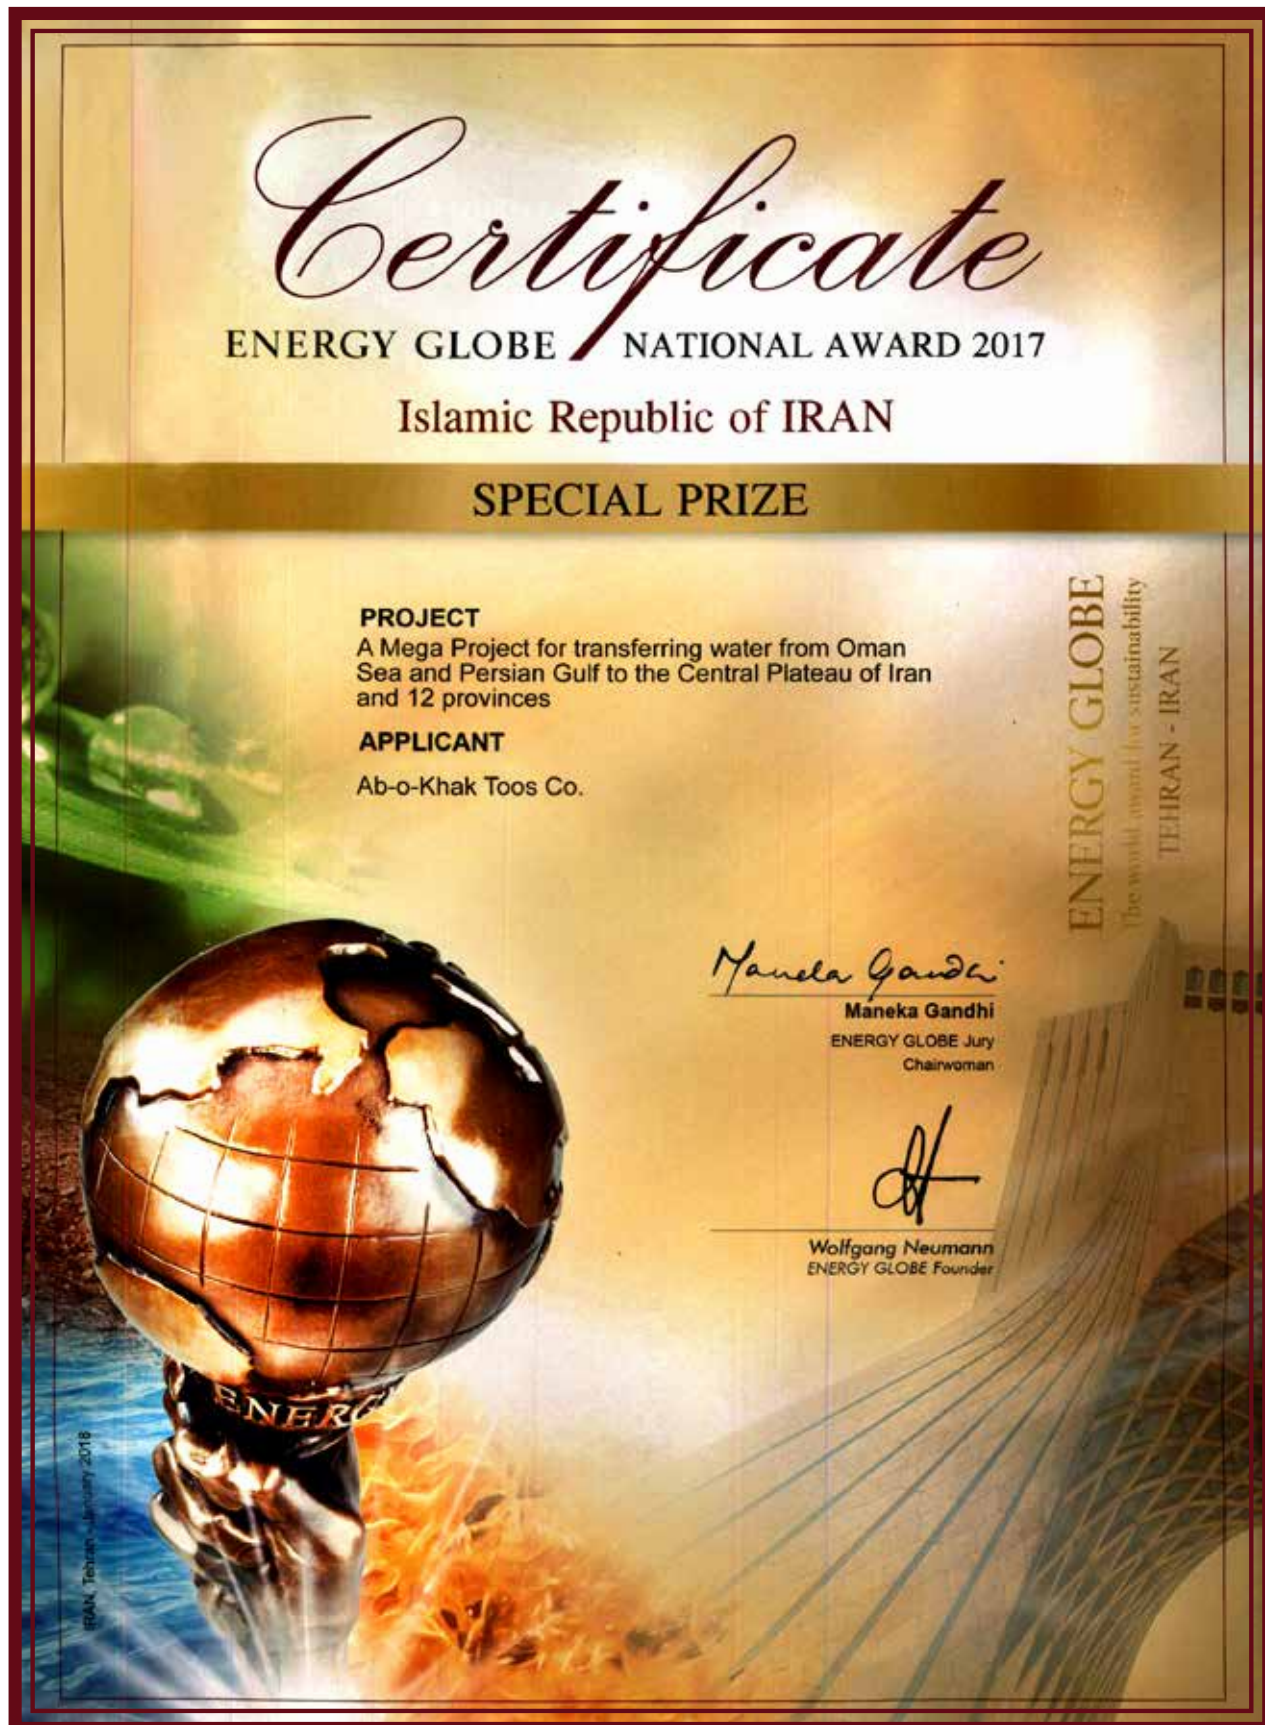 Certificate
ENERGY GLOBE NATIONAL AWARD 2017
Islamic Republic of IRAN
SPECIAL PRIZE
PROJECT
A Mega Project for transferring water from Oman
Sea and Persian Gulf to the Central Plateau of Iran
and 12 provinces
APPLICANT
Ab-o-Khak Toos Co.
ENERGY GLOBE
The world award for sustainability
TEHRAN - IRAN
Maneka Gandhi
Maneka Gandhi
ENERGY GLOBE Jury
Chairwoman
Wolfgang Neumann
ENERGY GLOBE Founder
ENERG
IRAN, Tehran - January 2018